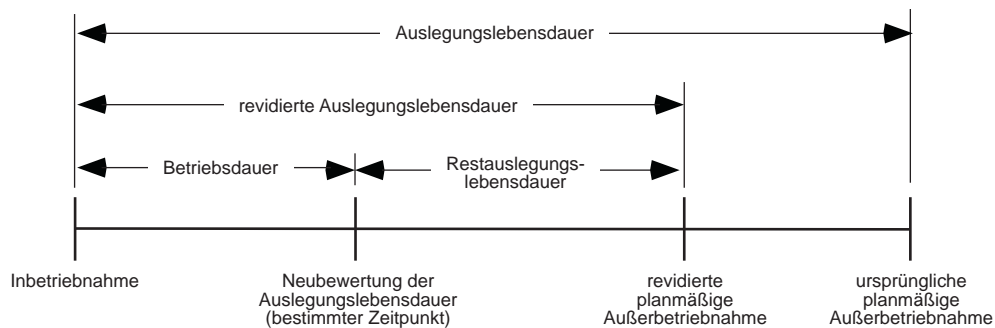 Auslegungslebensdauer
revidierte Auslegungslebensdauer
Betriebsdauer
Restauslegungs-
lebensdauer
Inbetriebnahme
Neubewertung der
Auslegungslebensdauer
(bestimmter Zeitpunkt)
revidierte
planmäßige
Außerbetriebnahme
ursprüngliche
planmäßige
Außerbetriebnahme